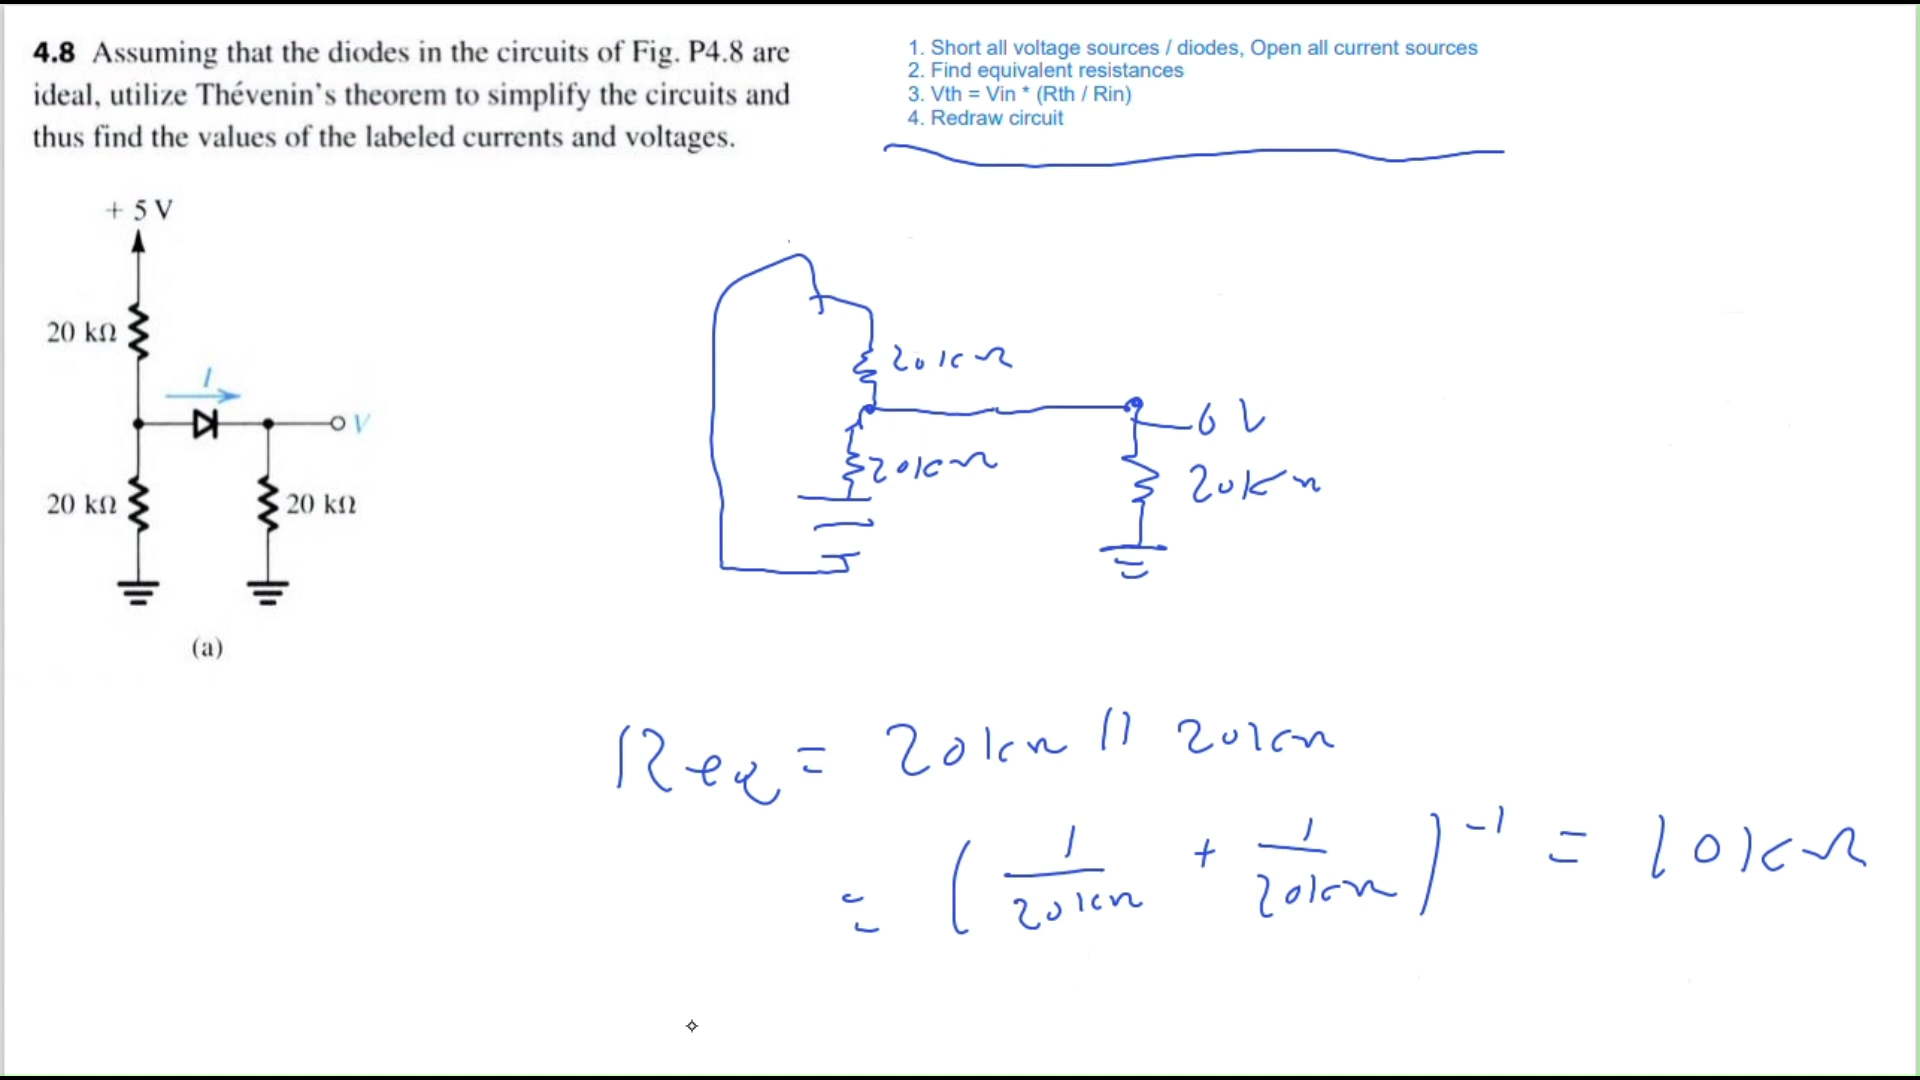 4.8 Assuming that the diodes in the circuits of Fig. P4.8 are
ideal, utilize Thévenin's theorem to simplify the circuits and
thus find the values of the labeled currents and voltages.
1. Short all voltage sources / diodes, Open all current sources
2. Find equivalent resistances
3. Vth = Vin * (Rth / Rin)
4. Redraw circuit
+ 5 V
20 kΩ
I
V
20 kΩ
20 kΩ
(a)
20kΩ
20kΩ
V
20kΩ
Req = 20kΩ || 20kΩ
= (1/20kΩ + 1/20kΩ)^-1 = 10kΩ